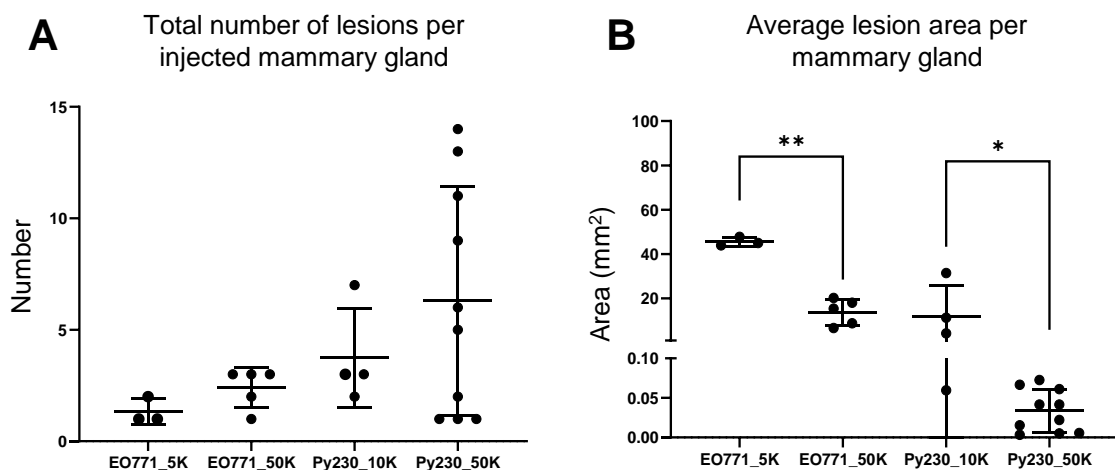 A
Total number of lesions per
injected mammary gland
Number
15
10
5
0
EO771_5K
EO771_50K
Py230_10K
Py230_50K
B
Average lesion area per
mammary gland
Area (mm²)
100
80
60
40
20
0.10
0.05
0.00
**
*
EO771_5K
EO771_50K
Py230_10K
Py230_50K